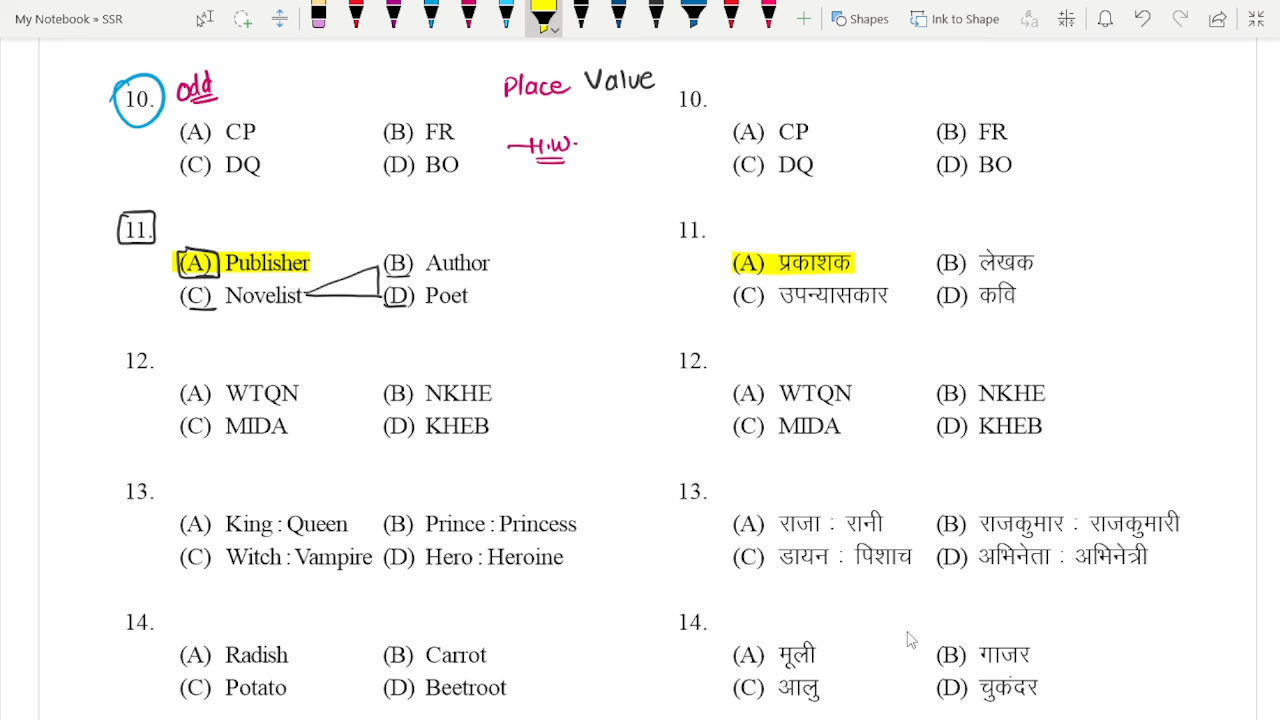 My Notebook » SSR
Shapes
Ink to Shape
10. Odd
Place Value
(A) CP (B) FR
H.W.
(C) DQ (D) BO
11.
(A) Publisher (B) Author
(C) Novelist (D) Poet
12.
(A) WTQN (B) NKHE
(C) MIDA (D) KHEB
13.
(A) King : Queen (B) Prince : Princess
(C) Witch : Vampire (D) Hero : Heroine
14.
(A) Radish (B) Carrot
(C) Potato (D) Beetroot
10.
(A) CP (B) FR
(C) DQ (D) BO
11.
(A) प्रकाशक (B) लेखक
(C) उपन्यासकार (D) कवि
12.
(A) WTQN (B) NKHE
(C) MIDA (D) KHEB
13.
(A) राजा : रानी (B) राजकुमार : राजकुमारी
(C) डायन : पिशाच (D) अभिनेता : अभिनेत्री
14.
(A) मूली (B) गाजर
(C) आलु (D) चुकंदर